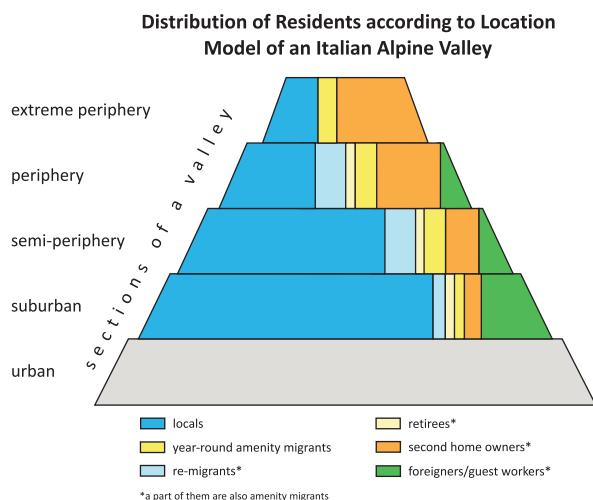 Distribution of Residents according to Location
Model of an Italian Alpine Valley
extreme periphery
periphery
semi-periphery
suburban
urban
sections of a valley
locals
year-round amenity migrants
re-migrants*
retirees*
second home owners*
foreigners/guest workers*
*a part of them are also amenity migrants